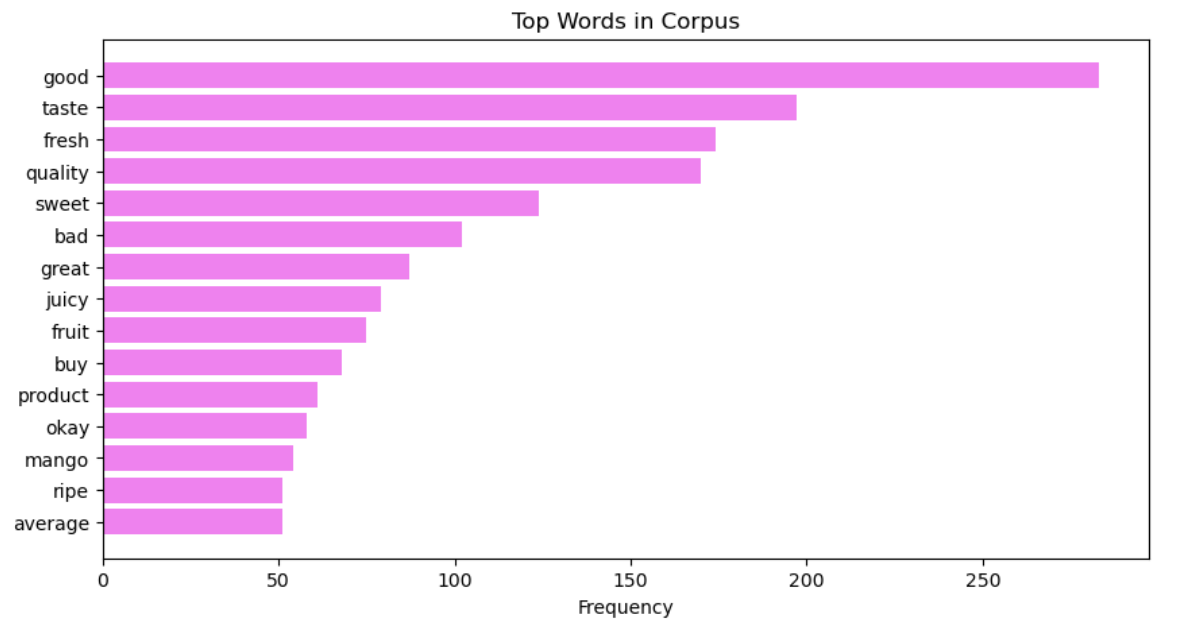 Top Words in Corpus
good
taste
fresh
quality
sweet
bad
great
juicy
fruit
buy
product
okay
mango
ripe
average
0 50 100 150 200 250
Frequency